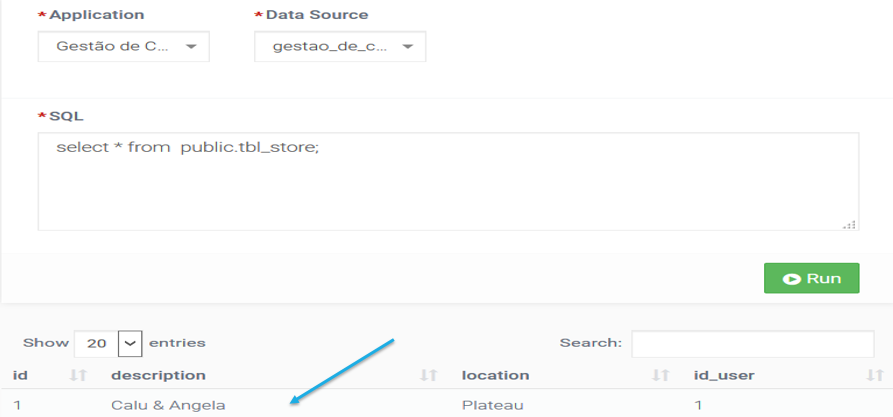 *Application *Data Source
Gestão de C... gestao_de_c...
*SQL
select * from public.tbl_store;
Run
Show 20 entries Search:
id description location id_user
1 Calu & Angela Plateau 1